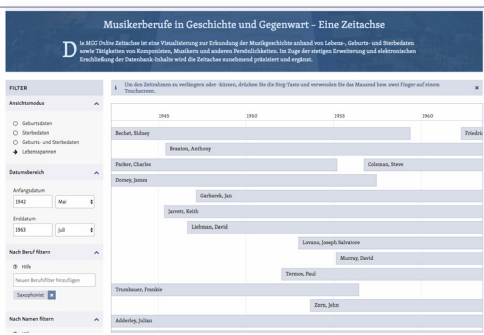 Musikerberufe in Geschichte und Gegenwart – Eine Zeitachse
Die MGG Online Zeitachse ist eine Visualisierung zur Erkundung der Musikgeschichte anhand von Lebens-, Geburts- und Sterbedaten
sowie Tätigkeiten von Komponisten, Musikern und anderen Persönlichkeiten. Im Zuge der stetigen Erweiterung und elektronischen
Erschließung der Datenbank-Inhalte wird die Zeitachse zunehmend präzisiert und ergänzt.
FILTER
Ansichtsmodus
Geburtsdaten
Sterbedaten
Geburts- und Sterbedaten
Lebensspannen
Datumsbereich
Anfangsdatum
1942 Mai
Enddatum
1963 Juli
Nach Beruf filtern
Hilfe
Neuen Berufsfilter hinzufügen
Saxophonist ×
Nach Namen filtern
i Um den Zeitrahmen zu verlängern oder -kürzen, drücken Sie die Strg Taste und verwenden Sie das Mausrad bzw. zwei Finger auf einem
Touchscreen. ×
1945 1950 1955 1960
Bechet, Sidney Friedric
Braxton, Anthony
Parker, Charles Coleman, Steve
Dorsey, James
Garbarek, Jan
Jarrett, Keith
Liebman, David
Lovano, Joseph Salvatore
Murray, David
Termos, Paul
Trumbauer, Frankie
Zorn, John
Adderley, Julian